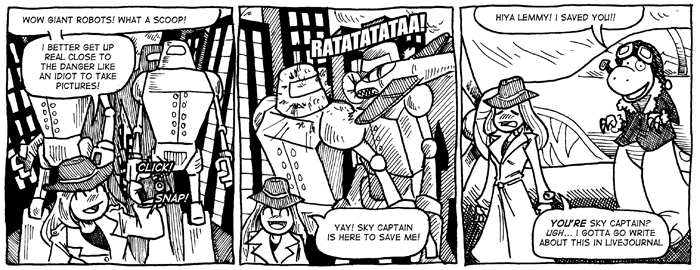 WOW GIANT ROBOTS! WHAT A SCOOP!
I BETTER GET UP
REAL CLOSE TO
THE DANGER LIKE
AN IDIOT TO TAKE
PICTURES!
CLICK!
SNAP!
RATATATATAA!
YAY! SKY CAPTAIN
IS HERE TO SAVE ME!
HIYA LEMMY! I SAVED YOU!!
YOU'RE SKY CAPTAIN?
UGH... I GOTTA GO WRITE
ABOUT THIS IN LIVEJOURNAL